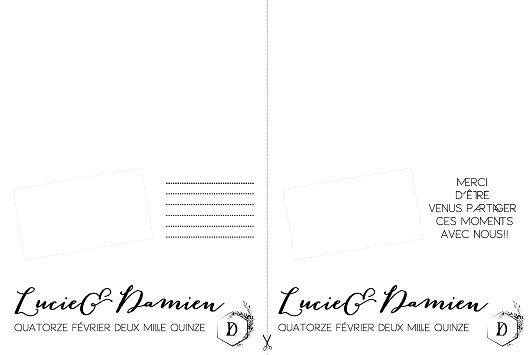 Lucie & Damien
QUATORZE FÉVRIER DEUX MILLE QUINZE
D
MERCI
D'ÊTRE
VENUS PARTAGER
CES MOMENTS
AVEC NOUS!!
Lucie & Damien
QUATORZE FÉVRIER DEUX MILLE QUINZE
D